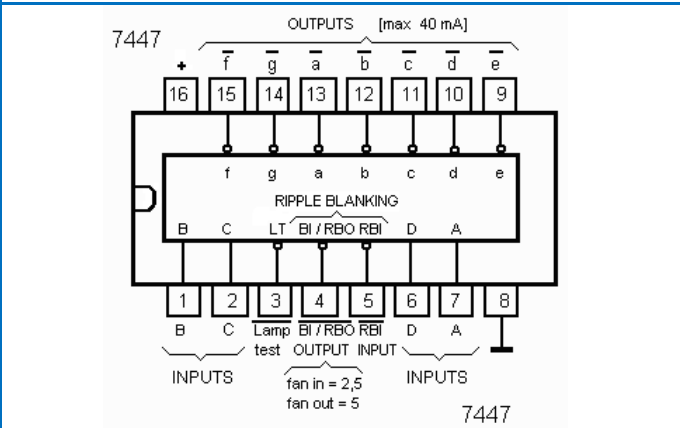 OUTPUTS [max 40 mA]
7447
+ f g a b c d e
16 15 14 13 12 11 10 9
f g a b c d e
RIPPLE BLANKING
B C LT BI / RBO RBI D A
1 2 3 4 5 6 7 8
B C Lamp BI / RBO RBI D A
test OUTPUT INPUT
INPUTS INPUTS
fan in = 2,5
fan out = 5
7447